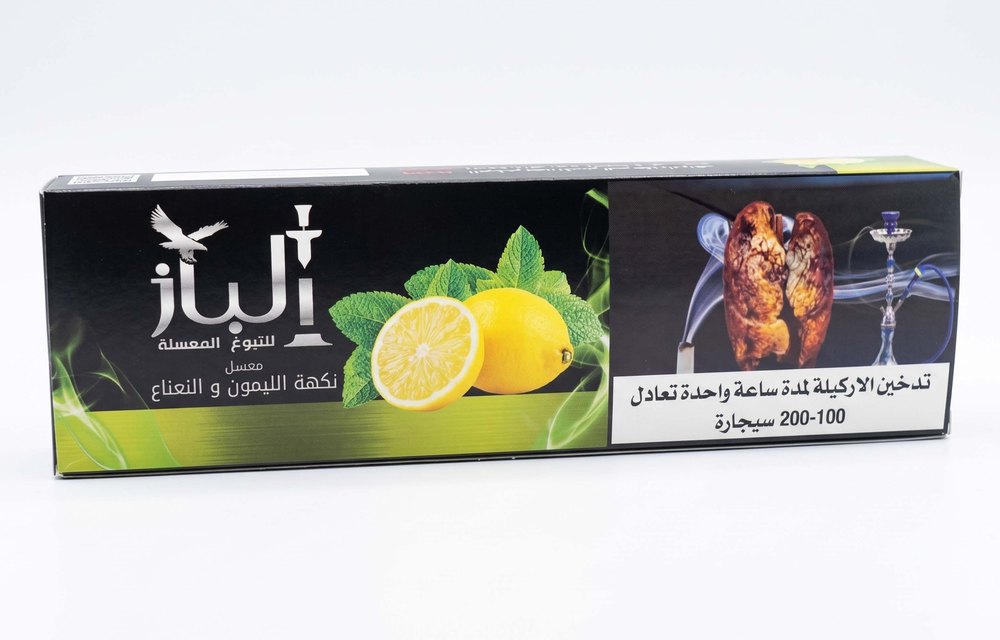 الباز
للتبوغ المعسلة
معسل
نكهة الليمون و النعناع
تدخين الاركيلة لمدة ساعة واحدة تعادل
100-200 سيجارة